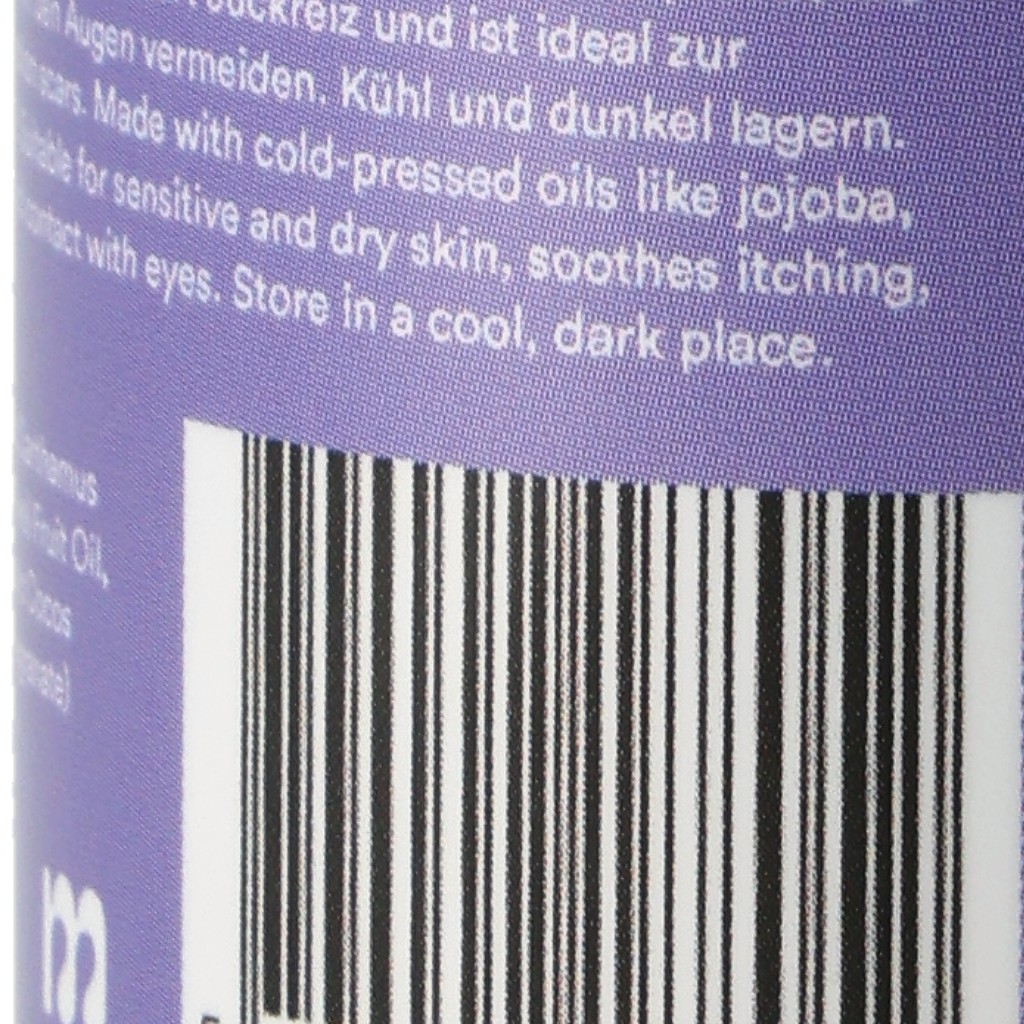 und ist ideal zur
Augen vermeiden. Kühl und dunkel lagern.
scars. Made with cold-pressed oils like jojoba,
for sensitive and dry skin, soothes itching,
contact with eyes. Store in a cool, dark place.
Fruit Oil,
Cocos
m